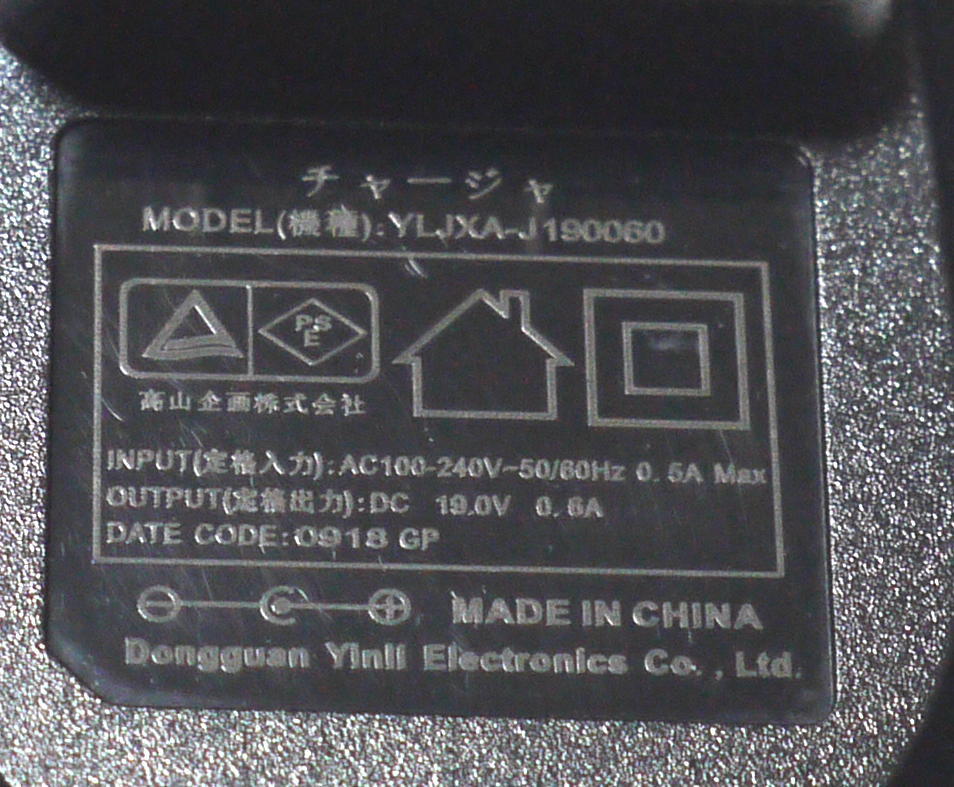 チャージャ
MODEL(機種):YLJXA-J190060
PSE
高山企画株式会社
INPUT(定格入力):AC100-240V~50/60Hz 0.5A Max
OUTPUT(定格出力):DC 19.0V 0.6A
DATE CODE:0918 GP
MADE IN CHINA
Dongguan Yinli Electronics Co., Ltd.